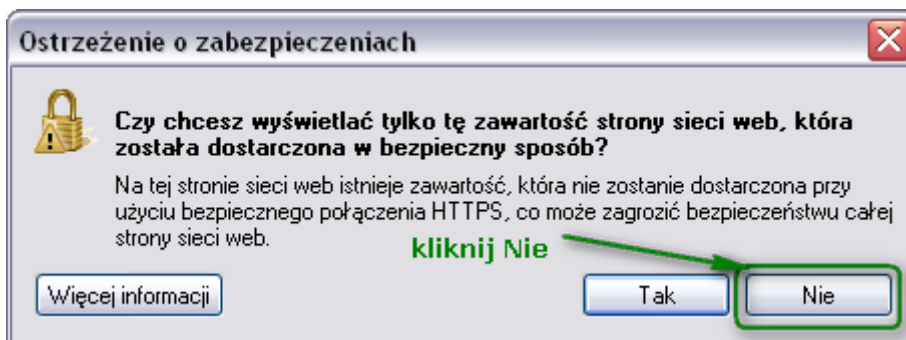 Ostrzeżenie o zabezpieczeniach
Czy chcesz wyświetlać tylko tę zawartość strony sieci web, która
została dostarczona w bezpieczny sposób?
Na tej stronie sieci web istnieje zawartość, która nie zostanie dostarczona przy
użyciu bezpiecznego połączenia HTTPS, co może zagrozić bezpieczeństwu całej
strony sieci web.
kliknij Nie
Więcej informacji
Tak
Nie